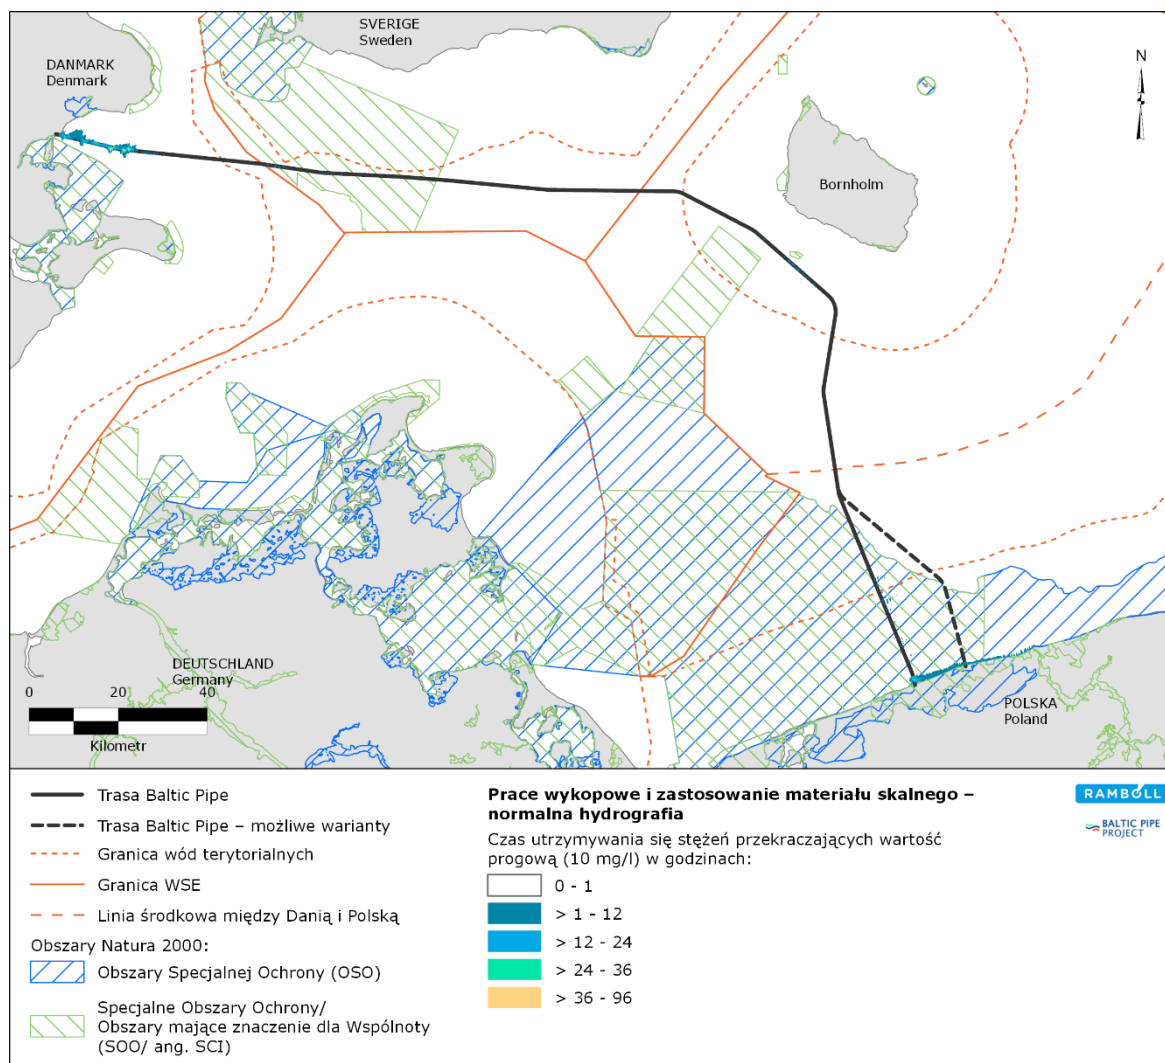 SVERIGE
Sweden
DANMARK
Denmark
N
Bornholm
DEUTSCHLAND
Germany
0 20 40
Kilometr
POLSKA
Poland
Trasa Baltic Pipe
Trasa Baltic Pipe – możliwe warianty
Granica wód terytorialnych
Granica WSE
Linia środkowa między Danią i Polską
Obszary Natura 2000:
Obszary Specjalnej Ochrony (OSO)
Specjalne Obszary Ochrony/
Obszary mające znaczenie dla Wspólnoty
(SOO/ ang. SCI)
Prace wykopowe i zastosowanie materiału skalnego –
normalna hydrografia
Czas utrzymywania się stężeń przekraczających wartość
progową (10 mg/l) w godzinach:
0 - 1
> 1 - 12
> 12 - 24
> 24 - 36
> 36 - 96
RAMBOLL
BALTIC PIPE
PROJECT